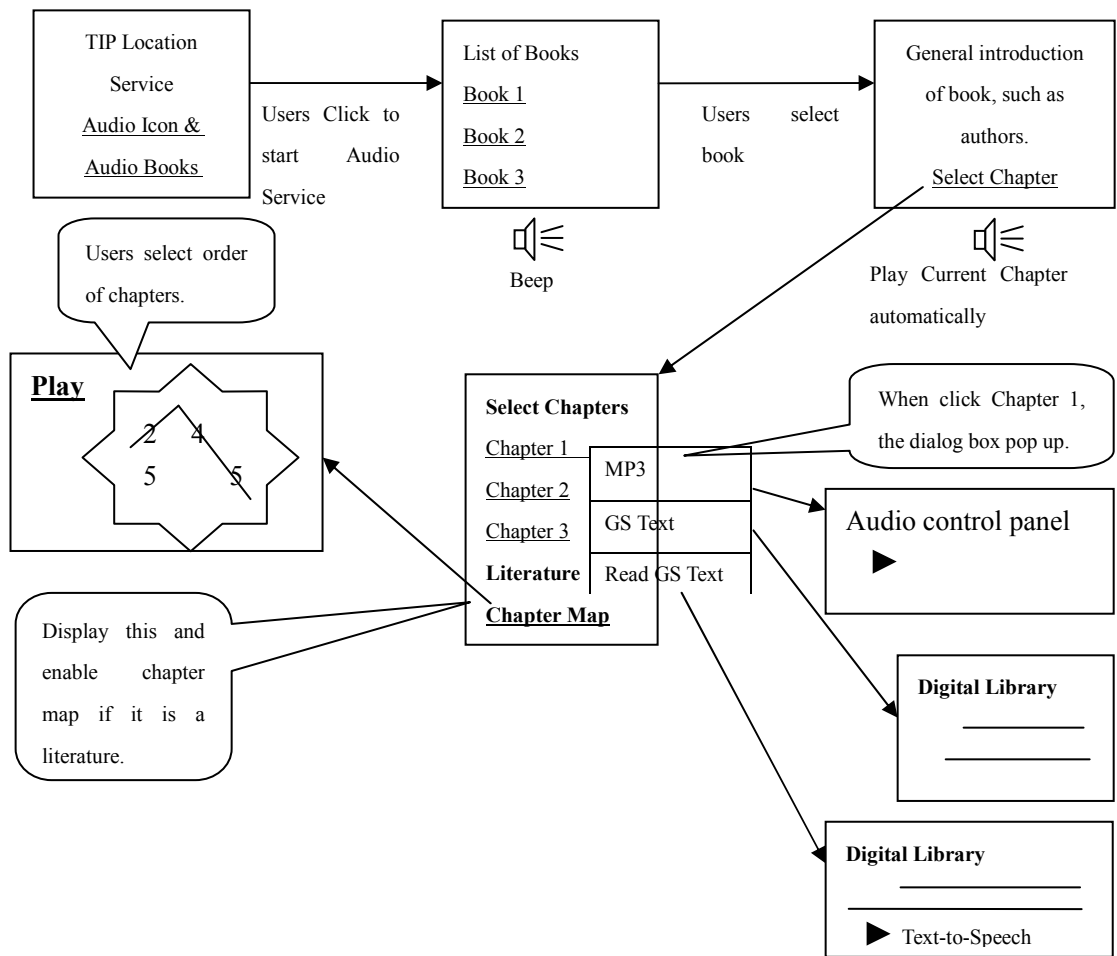 TIP Location
Service
Audio Icon &
Audio Books
Users Click to
start Audio
Service
List of Books
Book 1
Book 2
Book 3
Beep
Users select
book
General introduction
of book, such as
authors.
Select Chapter
Play Current Chapter
automatically
Users select order
of chapters.
Play
2 4
5 5
Select Chapters
Chapter 1
Chapter 2
Chapter 3
Literature
Chapter Map
MP3
GS Text
Read GS Text
When click Chapter 1,
the dialog box pop up.
Audio control panel
Display this and
enable chapter
map if it is a
literature.
Digital Library
Digital Library
Text-to-Speech